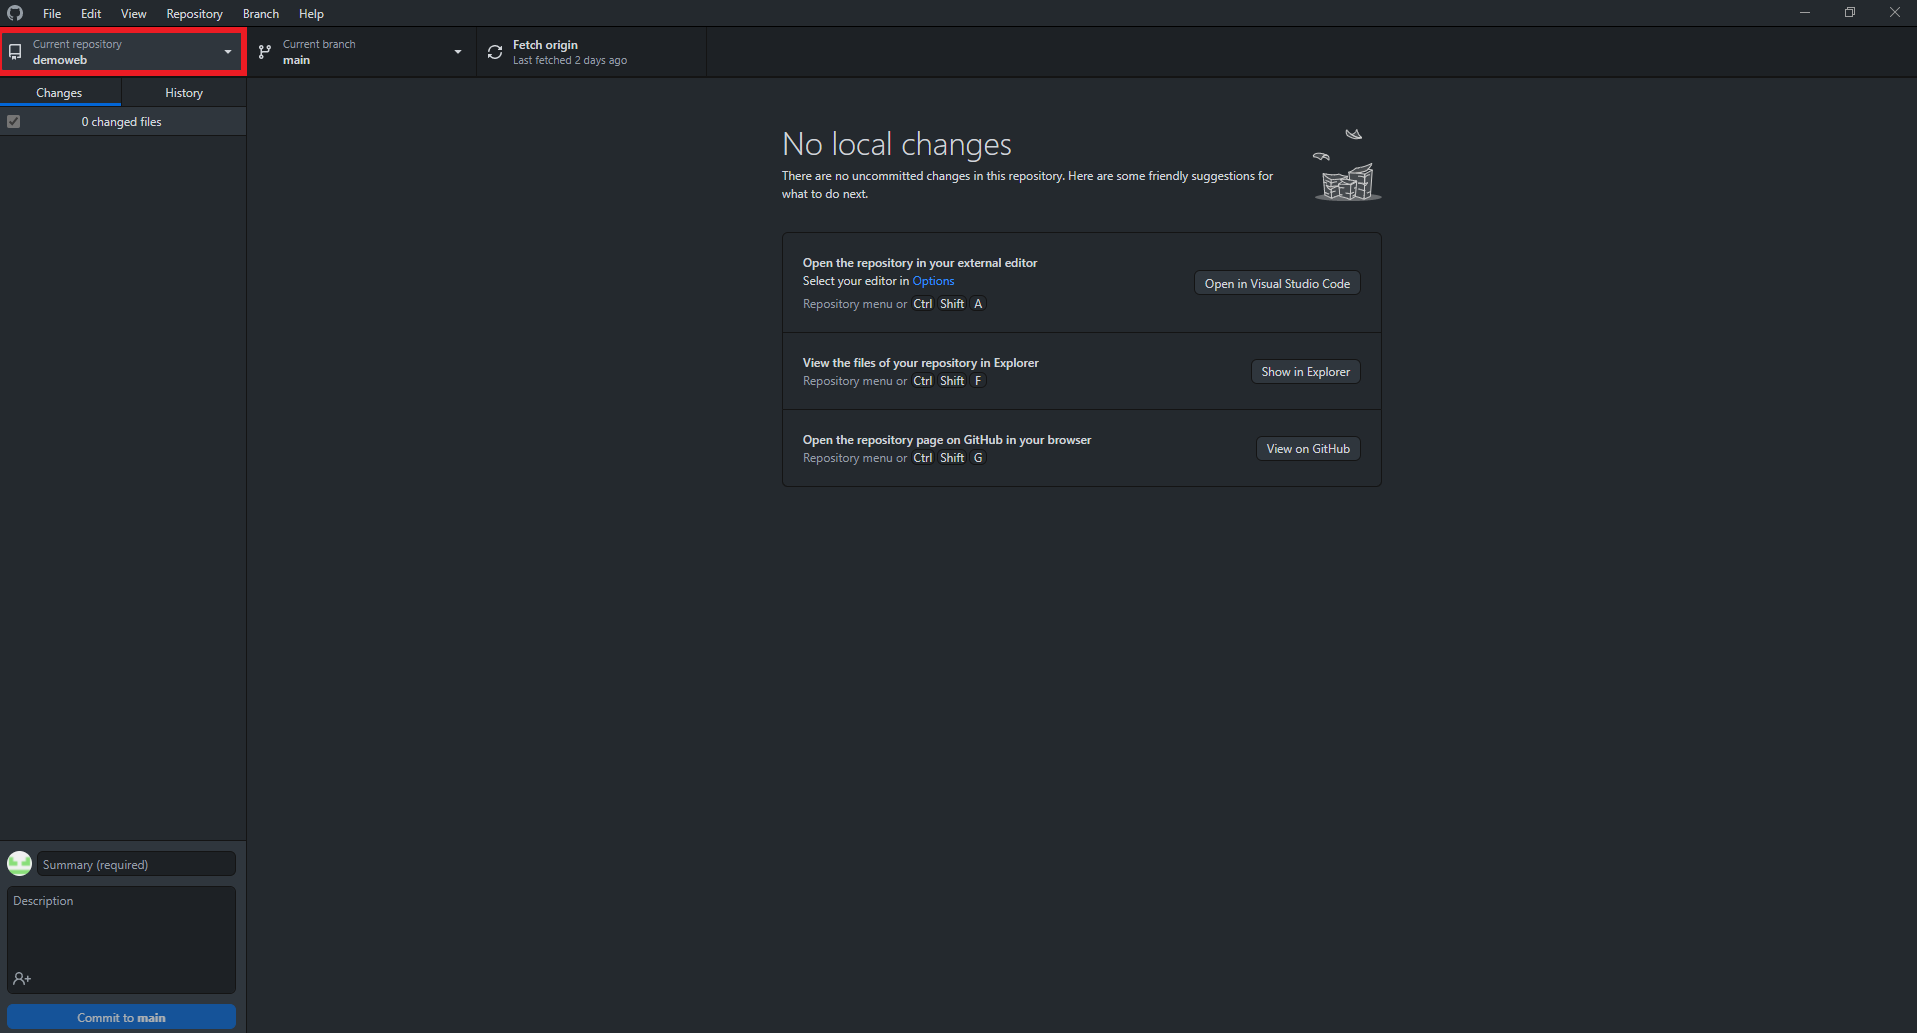 File Edit View Repository Branch Help
Current repository
demoweb
Current branch
main
Fetch origin
Last fetched 2 days ago
Changes History
0 changed files
No local changes
There are no uncommitted changes in this repository. Here are some friendly suggestions for
what to do next.
Open the repository in your external editor
Select your editor in Options
Repository menu or Ctrl Shift A
Open in Visual Studio Code
View the files of your repository in Explorer
Repository menu or Ctrl Shift F
Show in Explorer
Open the repository page on GitHub in your browser
Repository menu or Ctrl Shift G
View on GitHub
Summary (required)
Description
Commit to main